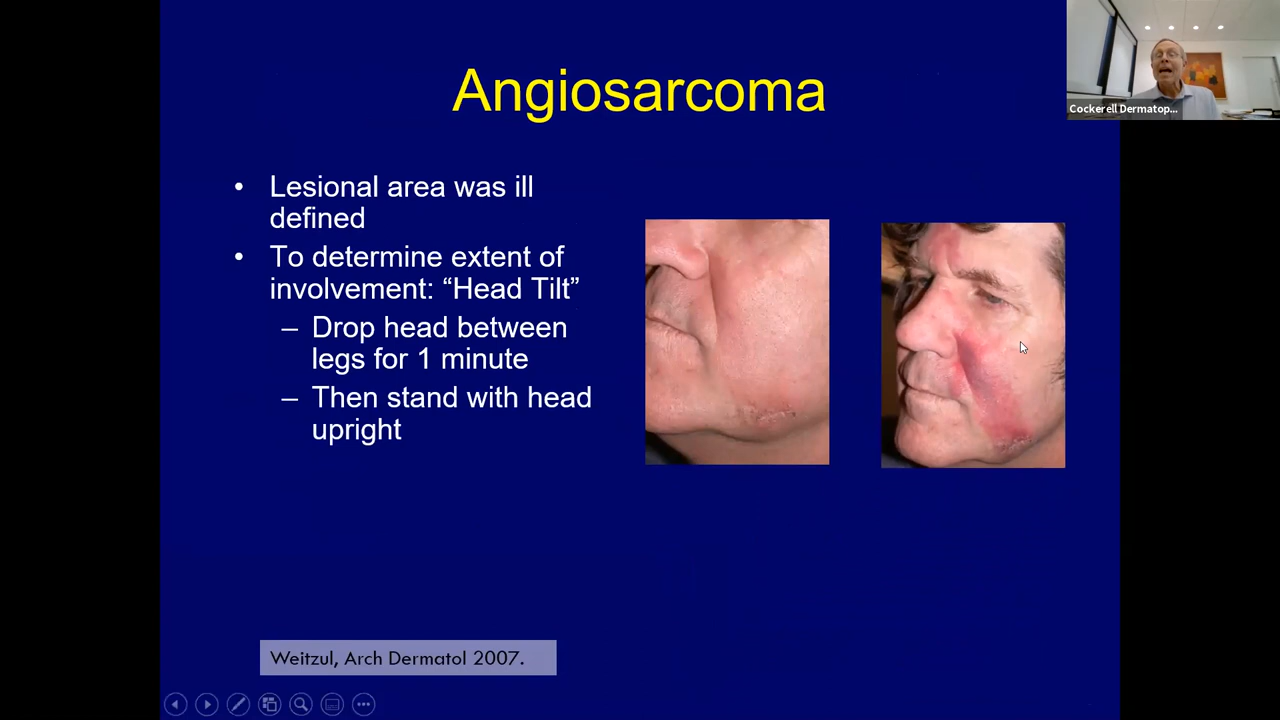 Angiosarcoma
• Lesional area was ill
defined
• To determine extent of
involvement: “Head Tilt”
– Drop head between
legs for 1 minute
– Then stand with head
upright
Weitzul, Arch Dermatol 2007.
Cockerell Dermatop...